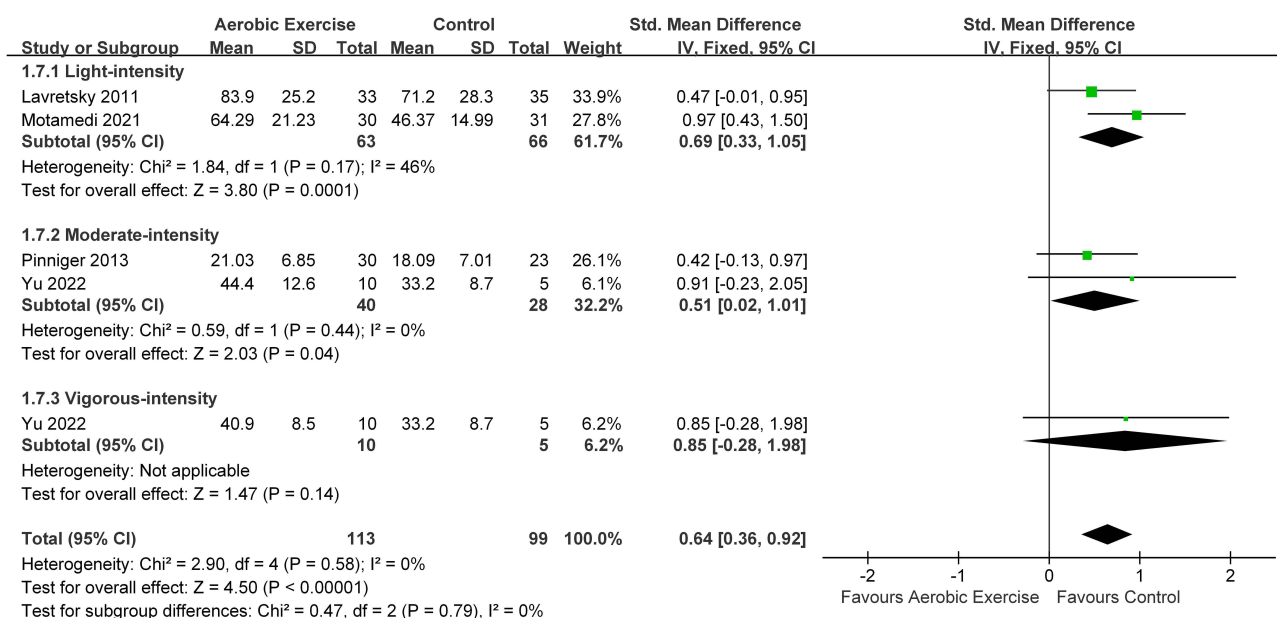 Aerobic Exercise Control Std. Mean Difference Std. Mean Difference
Study or Subgroup Mean SD Total Mean SD Total Weight IV, Fixed, 95% CI IV, Fixed, 95% CI
1.7.1 Light-intensity
Lavretsky 2011 83.9 25.2 33 71.2 28.3 35 33.9% 0.47 [-0.01, 0.95]
Motamedi 2021 64.29 21.23 30 46.37 14.99 31 27.8% 0.97 [0.43, 1.50]
Subtotal (95% CI) 63 66 61.7% 0.69 [0.33, 1.05]
Heterogeneity: Chi² = 1.84, df = 1 (P = 0.17); I² = 46%
Test for overall effect: Z = 3.80 (P = 0.0001)
1.7.2 Moderate-intensity
Pinniger 2013 21.03 6.85 30 18.09 7.01 23 26.1% 0.42 [-0.13, 0.97]
Yu 2022 44.4 12.6 10 33.2 8.7 5 6.1% 0.91 [-0.23, 2.05]
Subtotal (95% CI) 40 28 32.2% 0.51 [0.02, 1.01]
Heterogeneity: Chi² = 0.59, df = 1 (P = 0.44); I² = 0%
Test for overall effect: Z = 2.03 (P = 0.04)
1.7.3 Vigorous-intensity
Yu 2022 40.9 8.5 10 33.2 8.7 5 6.2% 0.85 [-0.28, 1.98]
Subtotal (95% CI) 10 5 6.2% 0.85 [-0.28, 1.98]
Heterogeneity: Not applicable
Test for overall effect: Z = 1.47 (P = 0.14)
Total (95% CI) 113 99 100.0% 0.64 [0.36, 0.92]
Heterogeneity: Chi² = 2.90, df = 4 (P = 0.58); I² = 0%
Test for overall effect: Z = 4.50 (P < 0.00001)
Test for subgroup differences: Chi² = 0.47, df = 2 (P = 0.79), I² = 0%
-2 -1 0 1 2
Favours Aerobic Exercise Favours Control